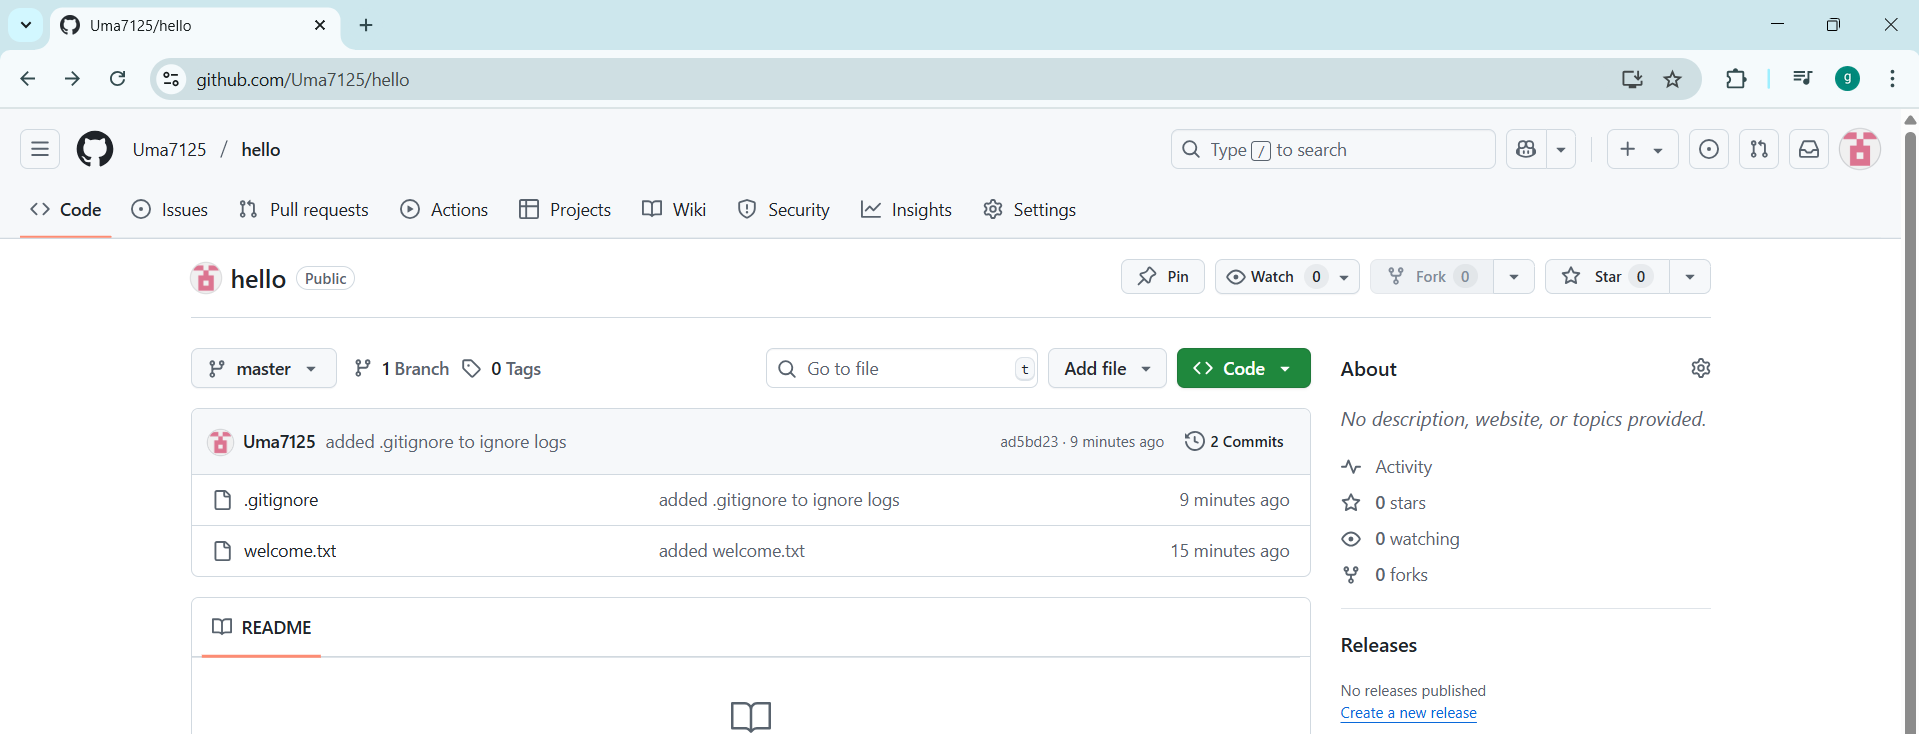 Uma7125/hello
github.com/Uma7125/hello
g
Uma7125 / hello
Type / to search
Code Issues Pull requests Actions Projects Wiki Security Insights Settings
hello Public
Pin Watch 0 Fork 0 Star 0
master 1 Branch 0 Tags Go to file t Add file Code
Uma7125 added .gitignore to ignore logs ad5bd23 · 9 minutes ago 2 Commits
.gitignore added .gitignore to ignore logs 9 minutes ago
welcome.txt added welcome.txt 15 minutes ago
README
About
No description, website, or topics provided.
Activity
0 stars
0 watching
0 forks
Releases
No releases published
Create a new release